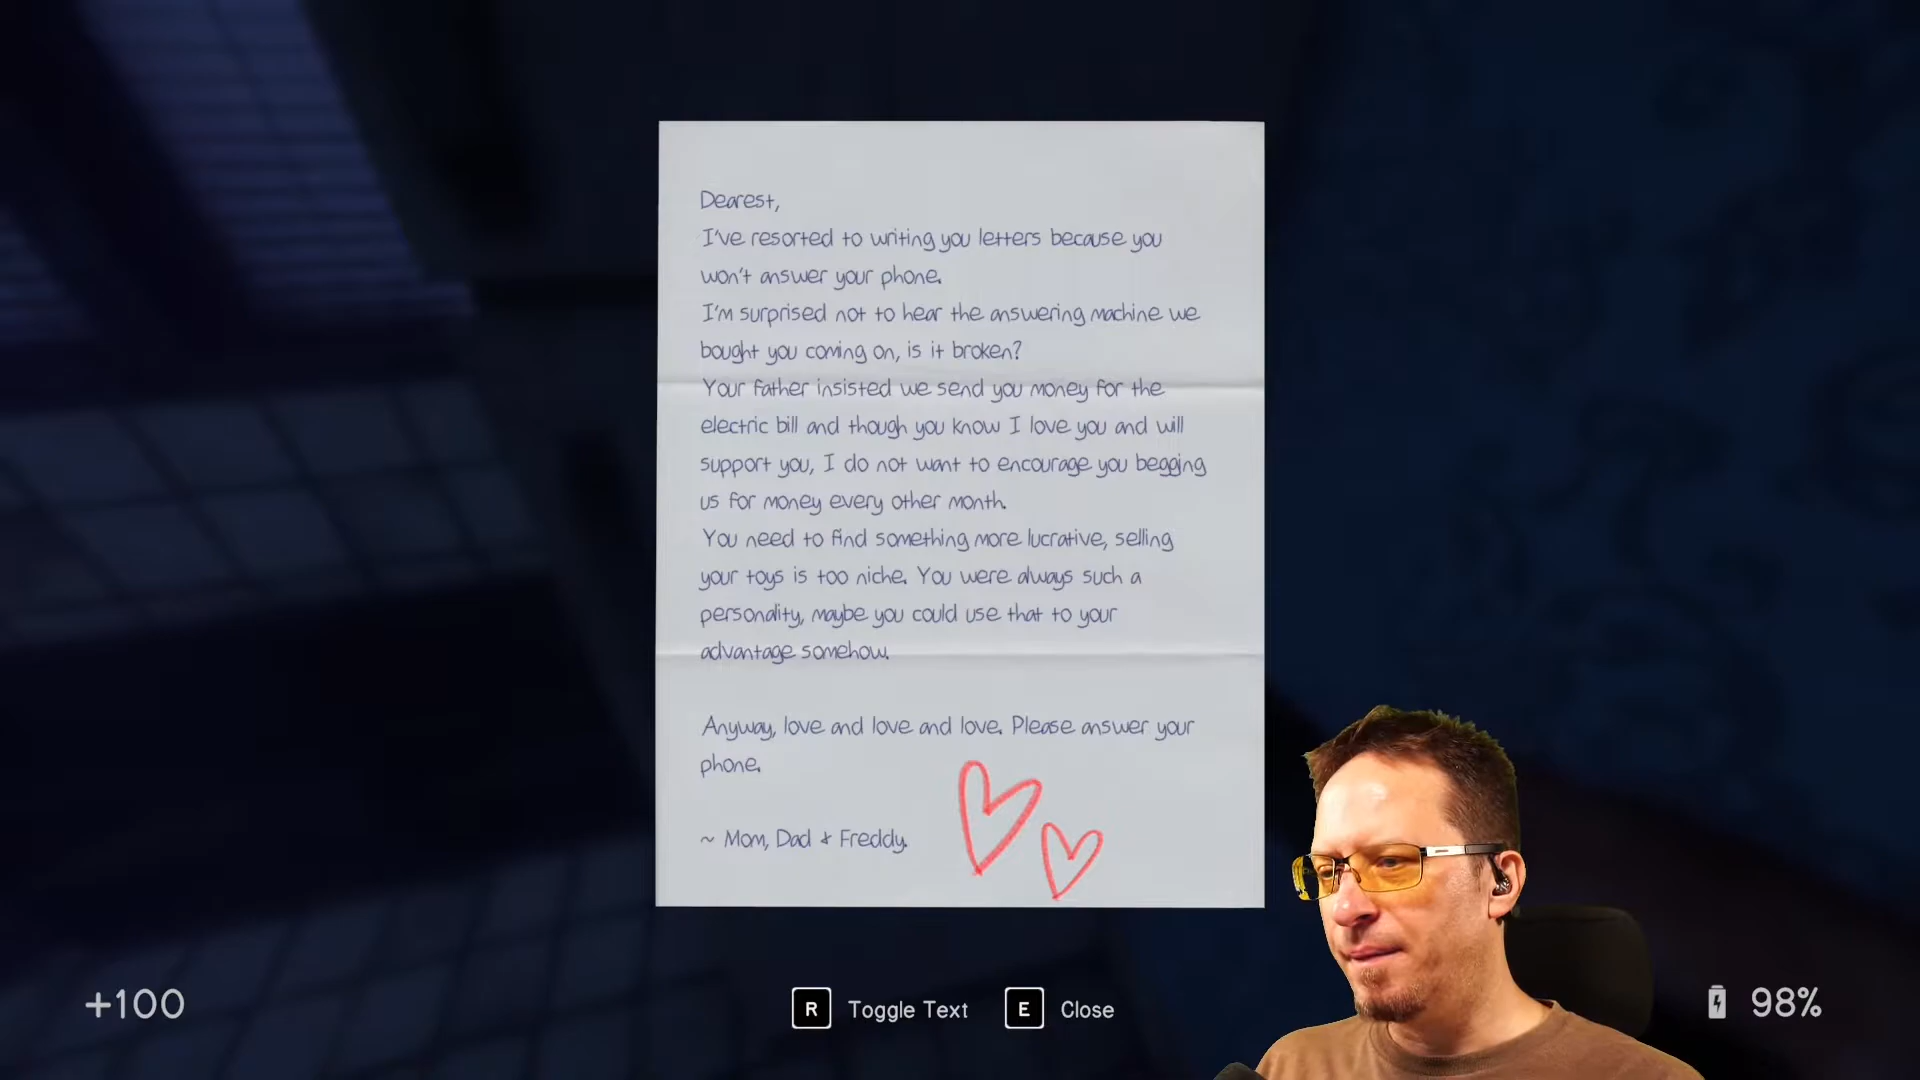 Dearest,
I've resorted to writing you letters because you
won't answer your phone.
I'm surprised not to hear the answering machine we
bought you coming on, is it broken?
Your father insisted we send you money for the
electric bill and though you know I love you and will
support you, I do not want to encourage you begging
us for money every other month.
You need to find something more lucrative, selling
your toys is too niche. You were always such a
personality, maybe you could use that to your
advantage somehow.
Anyway, love and love and love. Please answer your
phone.
~ Mom, Dad & Freddy.
+100
R Toggle Text E Close
98%